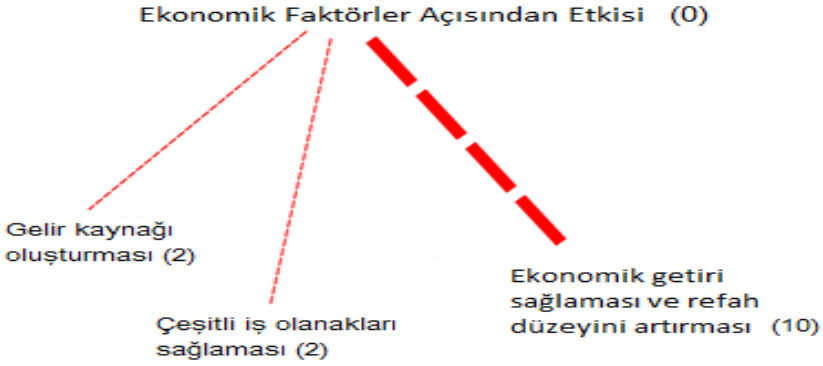 Ekonomik Faktörler Açısından Etkisi (0)
Gelir kaynağı
oluşturması (2)
Çeşitli iş olanakları
sağlaması (2)
Ekonomik getiri
sağlaması ve refah
düzeyini artırması (10)